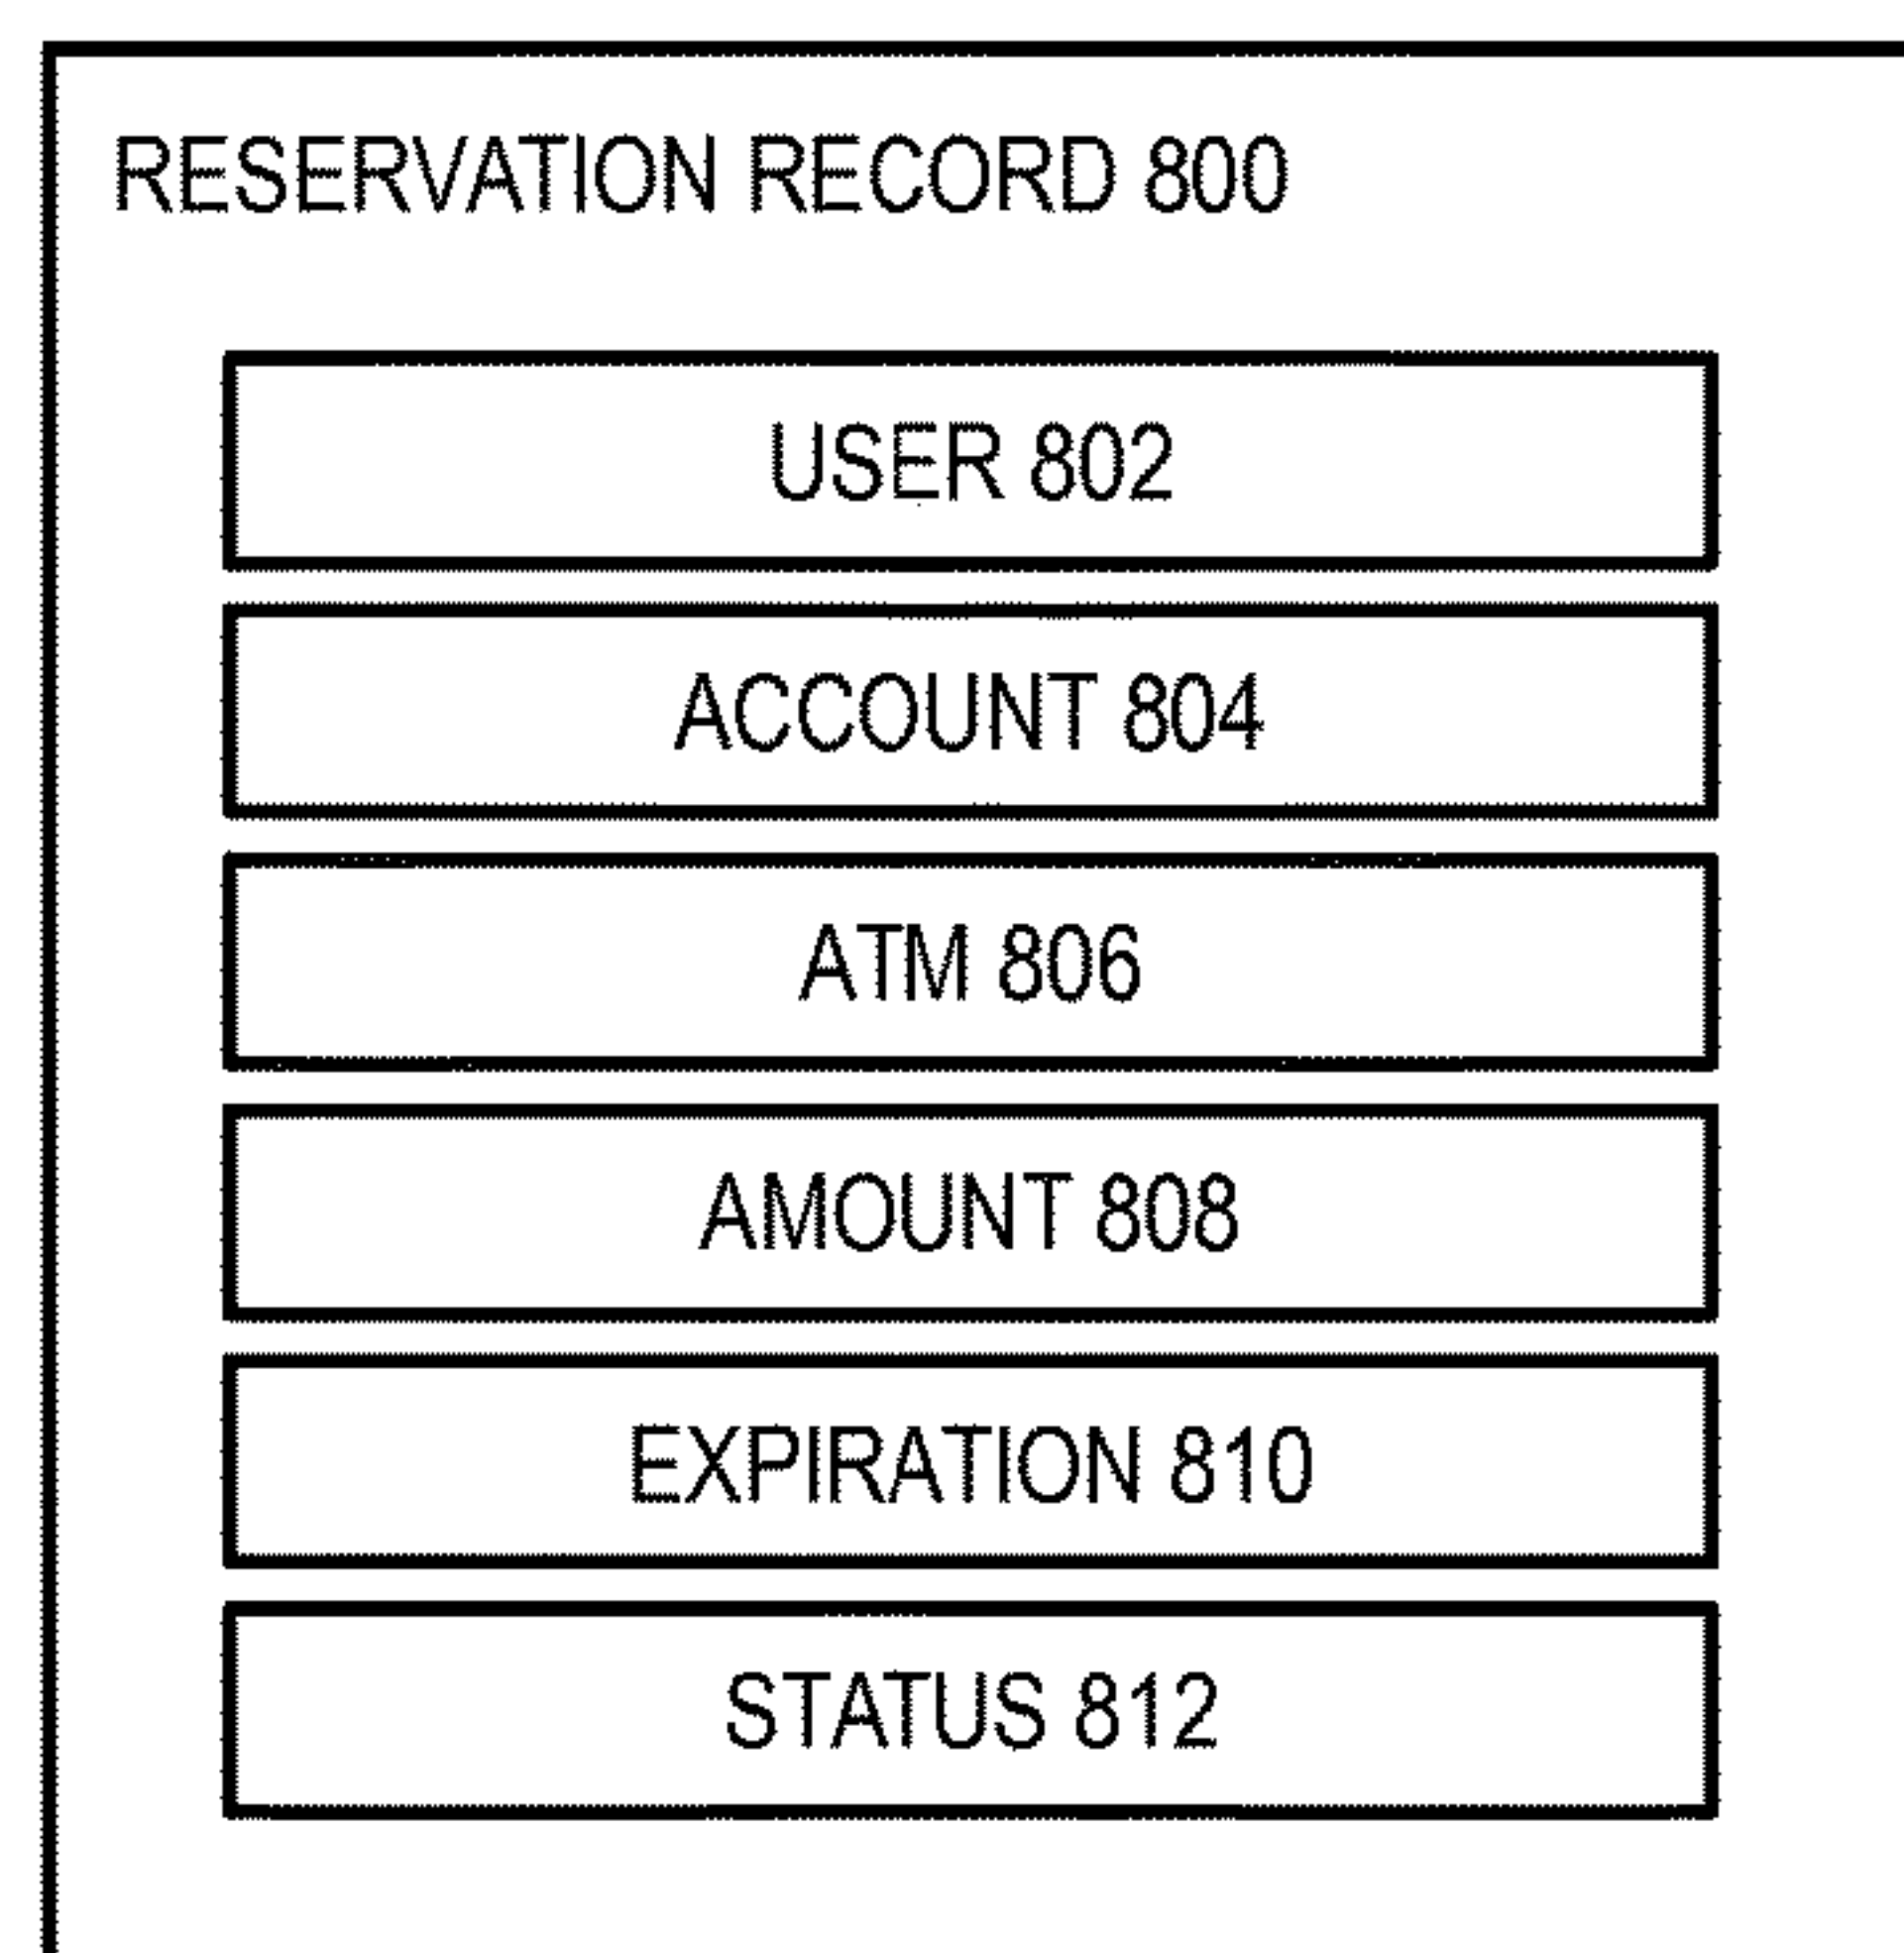 RESERVATION RECORD 800
USER 802
ACCOUNT 804
ATM 806
AMOUNT 808
EXPIRATION 810
STATUS 812